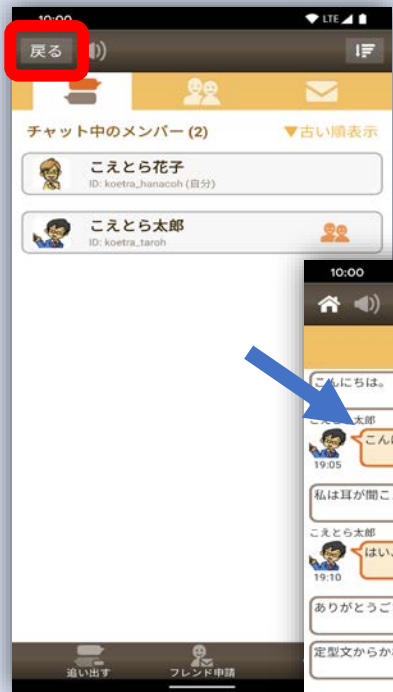 10:00
LTE
戻る
チャット中のメンバー (2)
▼古い順表示
こえとら花子
ID: koetra_hanacoh (自分)
こえとら太郎
ID: koetra_taroh
追い出す
フレンド申請
10:00
こんにちは。
こえとら太郎
こん
19:05
私は耳が聞こ
こえとら太郎
はい、
19:10
ありがとうご
定型文からか